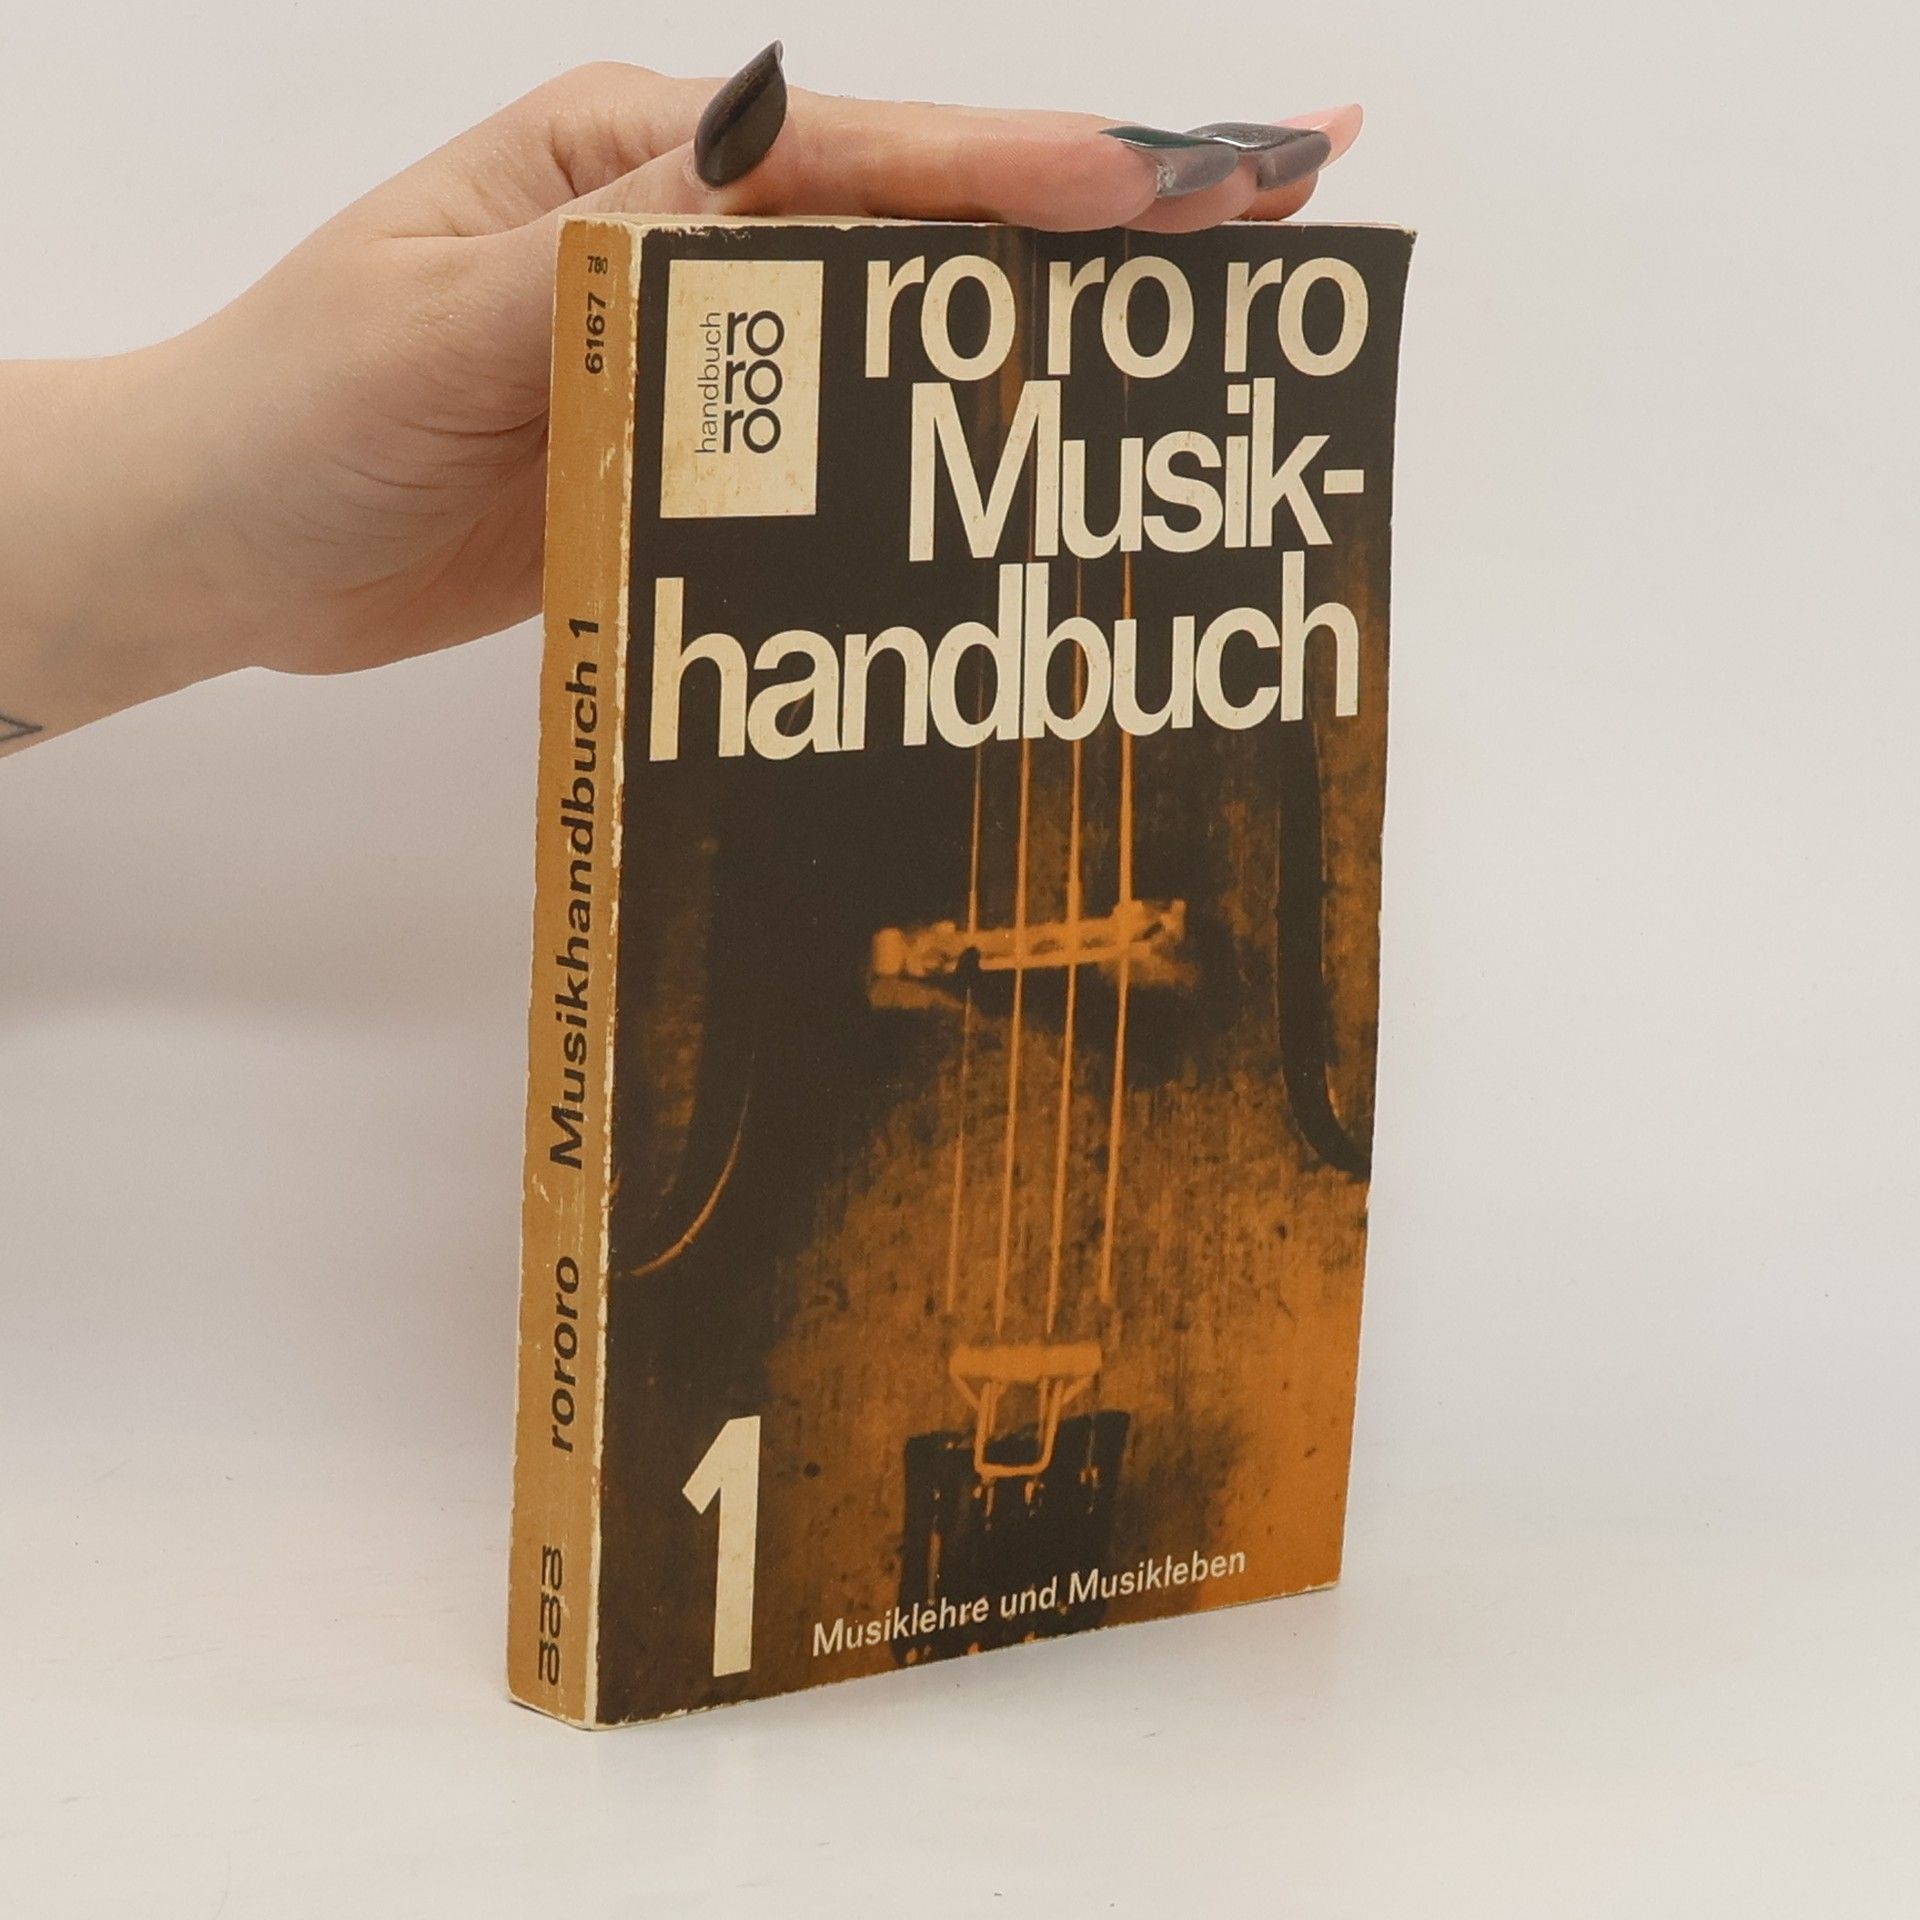 780
6167
rororo Musikhandbuch 1
ro
ro
ro
handbuch
ro
ro
ro
ro ro ro
Musik-
handbuch
1
Musiklehre und Musikleben